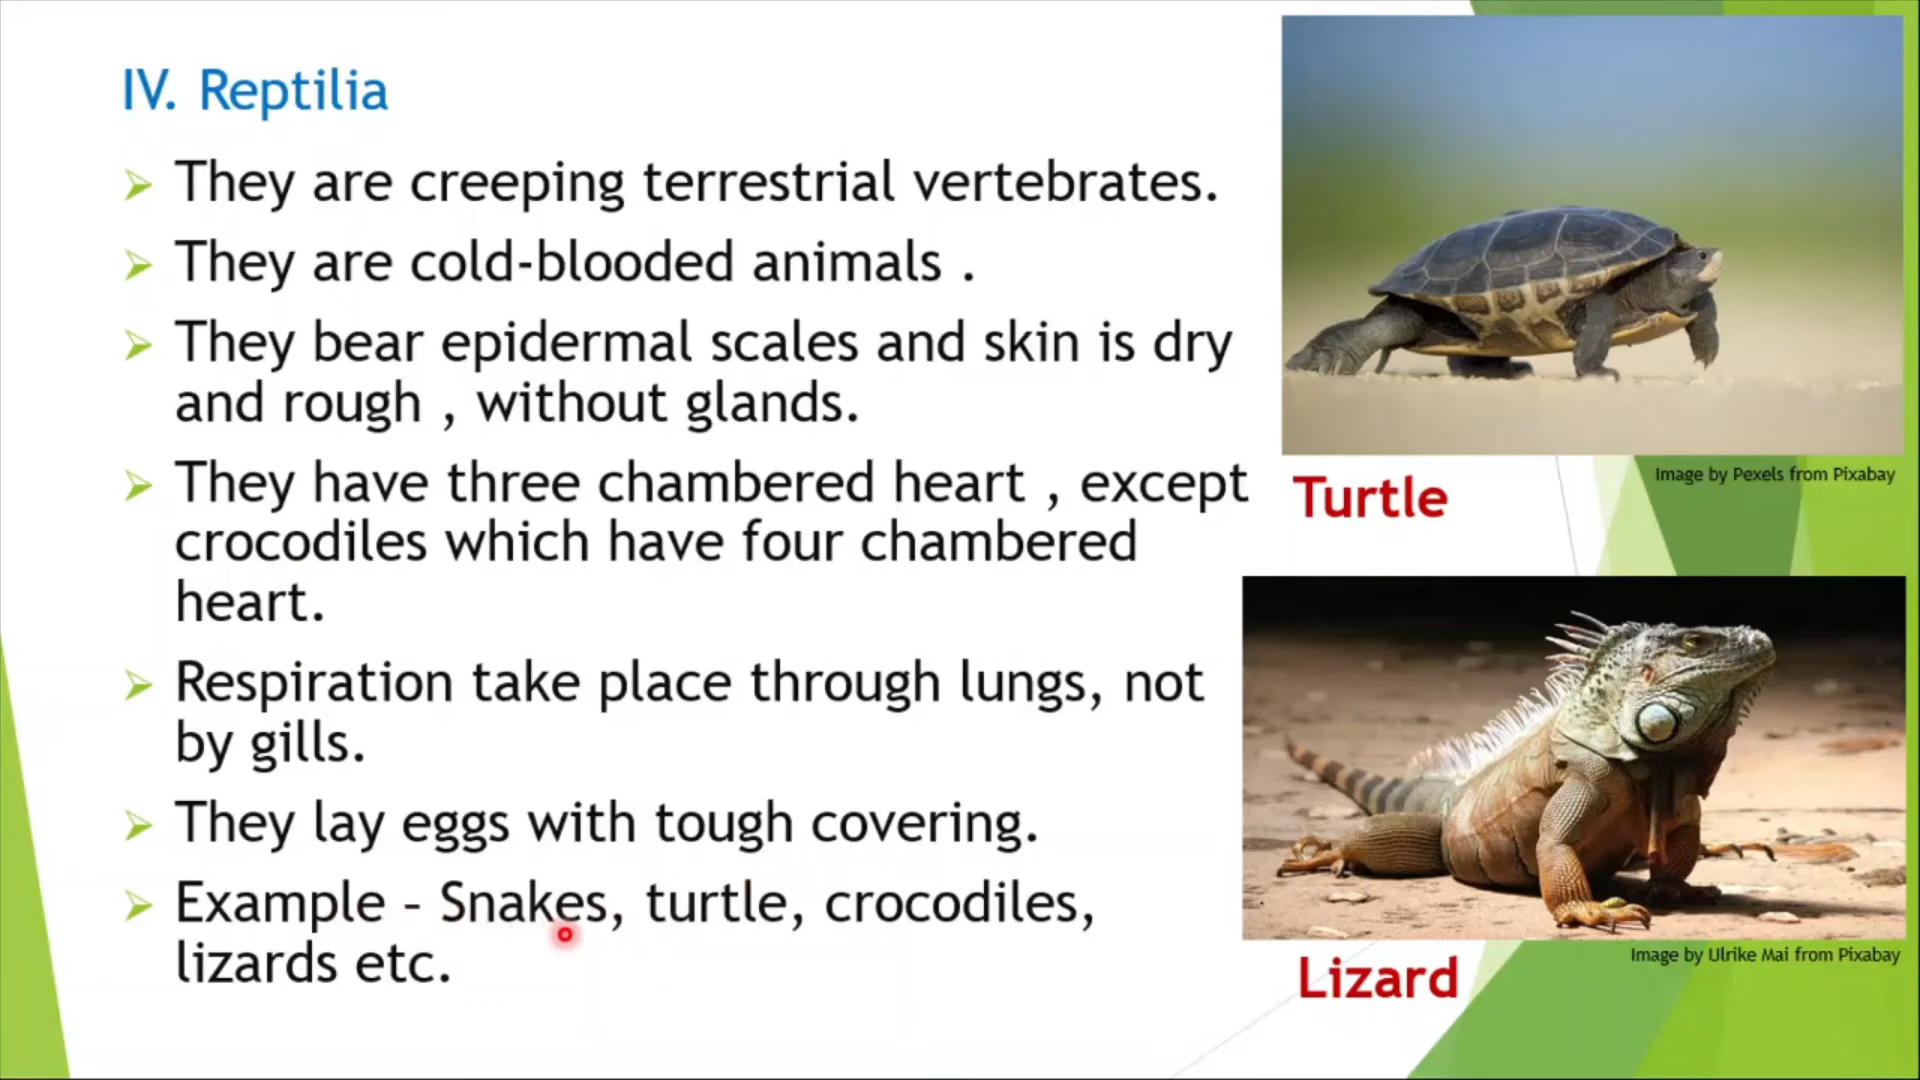 IV. Reptilia
They are creeping terrestrial vertebrates.
They are cold-blooded animals .
They bear epidermal scales and skin is dry
and rough , without glands.
They have three chambered heart , except
crocodiles which have four chambered
heart.
Respiration take place through lungs, not
by gills.
They lay eggs with tough covering.
Example – Snakes, turtle, crocodiles,
lizards etc.
Image by Pexels from Pixabay
Turtle
Image by Ulrike Mai from Pixabay
Lizard